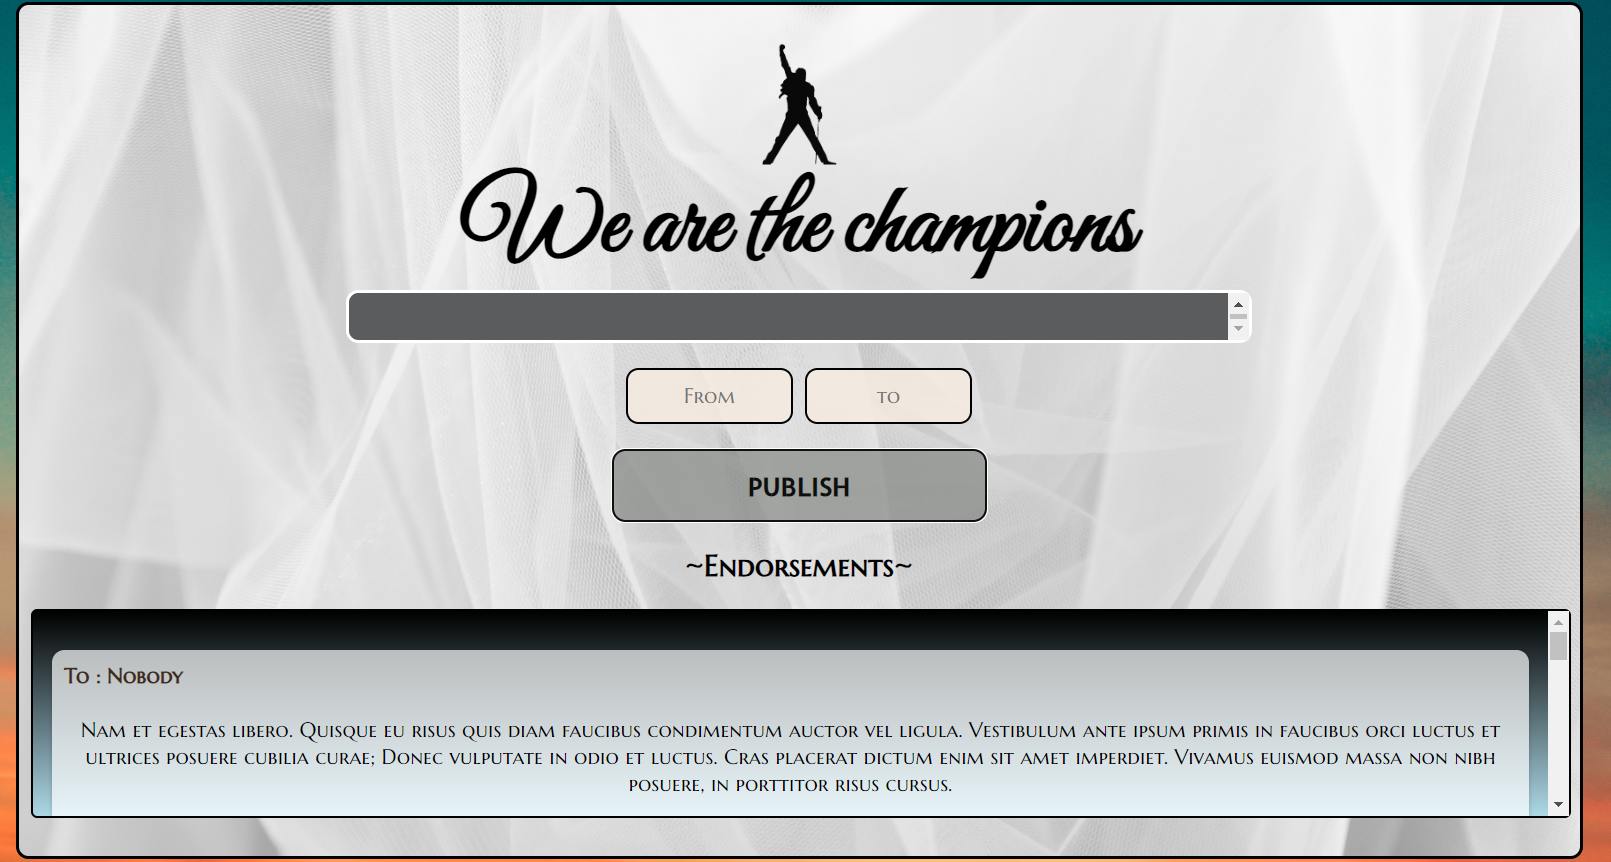 We are the champions
From
to
PUBLISH
~Endorsements~
To : Nobody
Nam et egestas libero. Quisque eu risus quis diam faucibus condimentum auctor vel ligula. Vestibulum ante ipsum primis in faucibus orci luctus et
ultrices posuere cubilia curae; Donec vulputate in odio et luctus. Cras placerat dictum enim sit amet imperdiet. Vivamus euismod massa non nibh
posuere, in porttitor risus cursus.